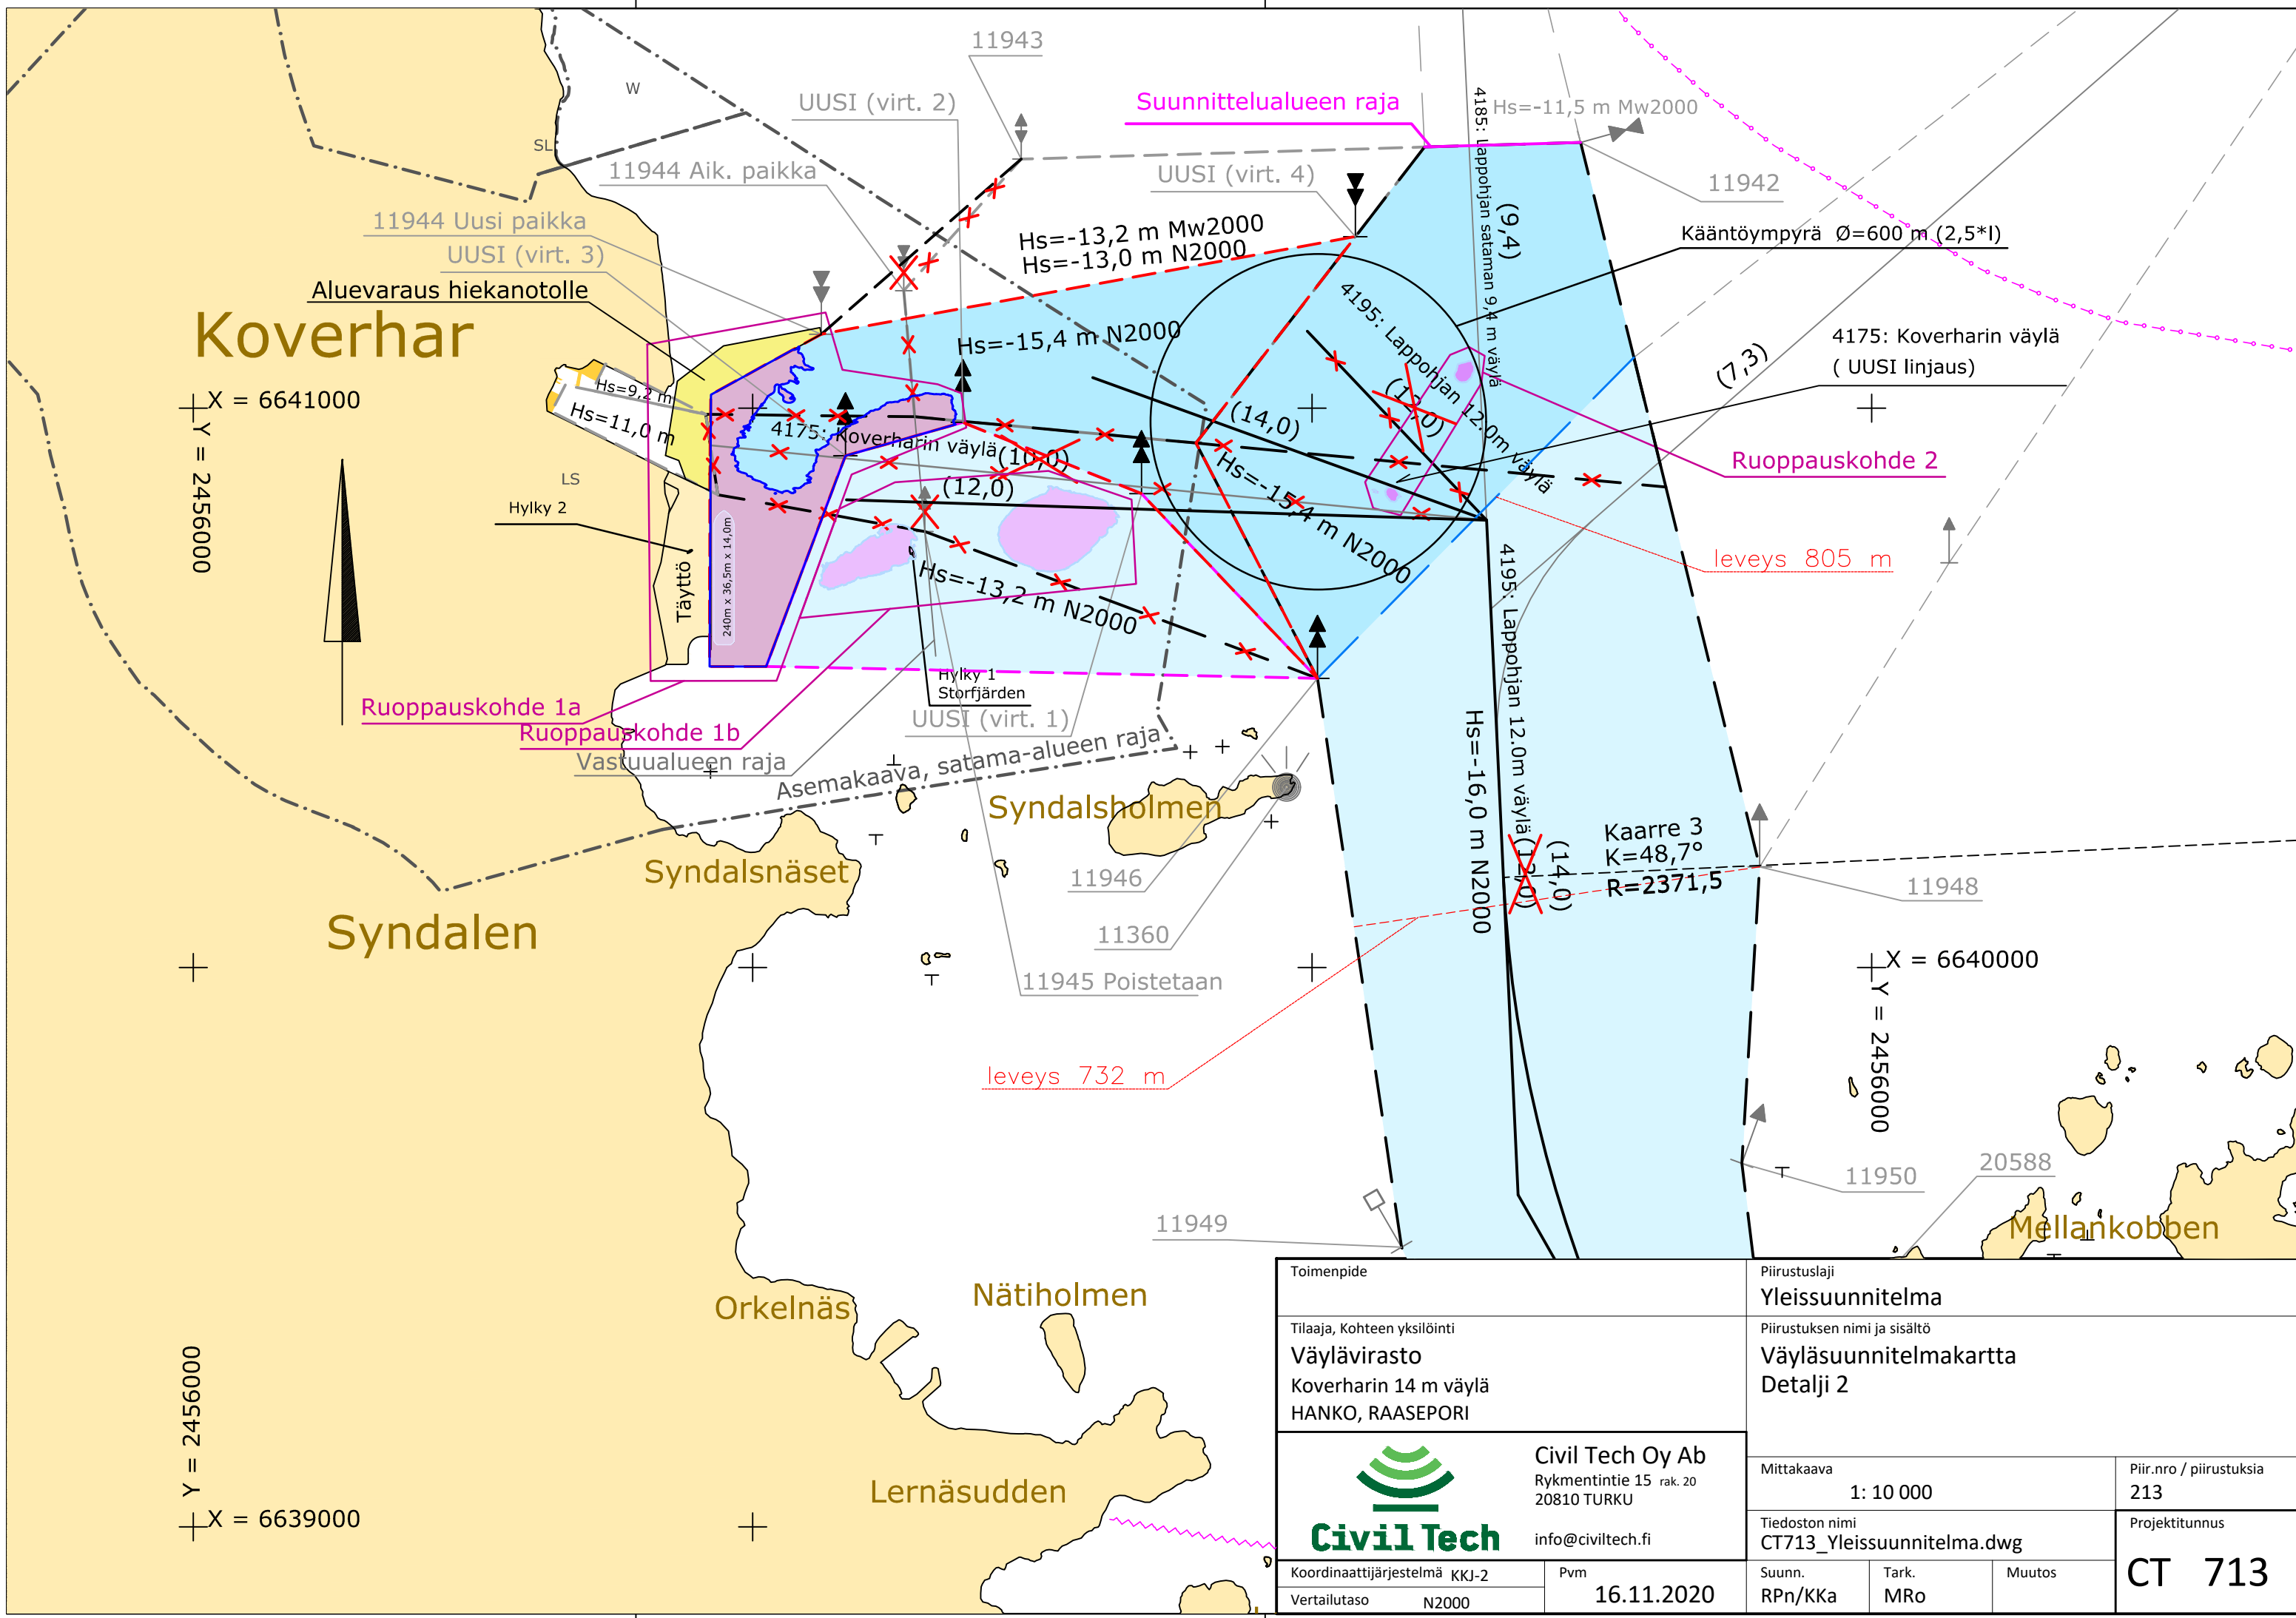 11943
W
UUSI (virt. 2)
Suunnittelualueen raja
Hs=-11,5 m Mw2000
4185: Lappohjan sataman 9,4 m väylä
(9,4)
SL
11944 Aik. paikka
UUSI (virt. 4)
11942
11944 Uusi paikka
Hs=-13,2 m Mw2000
Hs=-13,0 m N2000
Kääntöympyrä Ø=600 m (2,5*l)
UUSI (virt. 3)
Aluevaraus hiekanotolle
Koverhar
Hs=-15,4 m N2000
4195: Lappohjan 12.0m väylä
(12,0)
4175: Koverharin väylä
( UUSI linjaus)
(7,3)
X = 6641000
Y = 2456000
Hs=9,2 m
Hs=11,0 m
4175: Koverharin väylä
(10,0)
(14,0)
Hs=-15,4 m N2000
Ruoppauskohde 2
LS
Hylky 2
(12,0)
240m x 36,5m x 14,0m
Täyttö
Hs=-13,2 m N2000
leveys 805 m
4195: Lappohjan 12.0m väylä
(12,0)
(14,0)
Hs=-16,0 m N2000
Hylky 1
Storfjärden
Ruoppauskohde 1a
Ruoppauskohde 1b
UUSI (virt. 1)
Vastuualueen raja
Asemakaava, satama-alueen raja
Syndalsholmen
Kaarre 3
K=48,7°
R=2371,5
Syndalsnäset
11946
11948
Syndalen
11360
11945 Poistetaan
X = 6640000
Y = 2456000
leveys 732 m
11950
20588
11949
Mellankobben
Orkelnäs
Nätiholmen
Lernäsudden
Y = 2456000
X = 6639000
Toimenpide
Piirustuslaji
Yleissuunnitelma
Tilaaja, Kohteen yksilöinti
Väylävirasto
Koverharin 14 m väylä
HANKO, RAASEPORI
Piirustuksen nimi ja sisältö
Väyläsuunnitelmakartta
Detalji 2
Civil Tech
Civil Tech Oy Ab
Rykmentintie 15 rak. 20
20810 TURKU
info@civiltech.fi
Mittakaava
1: 10 000
Piir.nro / piirustuksia
213
Tiedoston nimi
CT713_Yleissuunnitelma.dwg
Projektitunnus
CT 713
Koordinaattijärjestelmä KKJ-2
Vertailutaso N2000
Pvm
16.11.2020
Suunn.
RPn/KKa
Tark.
MRo
Muutos